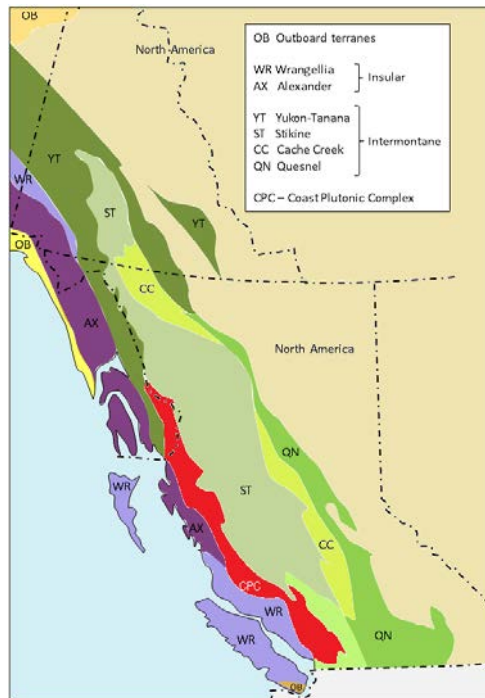 OB
North America
OB Outboard terranes
WR Wrangellia
AX Alexander
Insular
YT Yukon-Tanana
ST Stikine
CC Cache Creek
QN Quesnel
Intermontane
CPC – Coast Plutonic Complex
YT
WR
ST
YT
OB
CC
AX
North America
QN
WR
ST
AX
CC
CPC
WR
WR
QN
OB